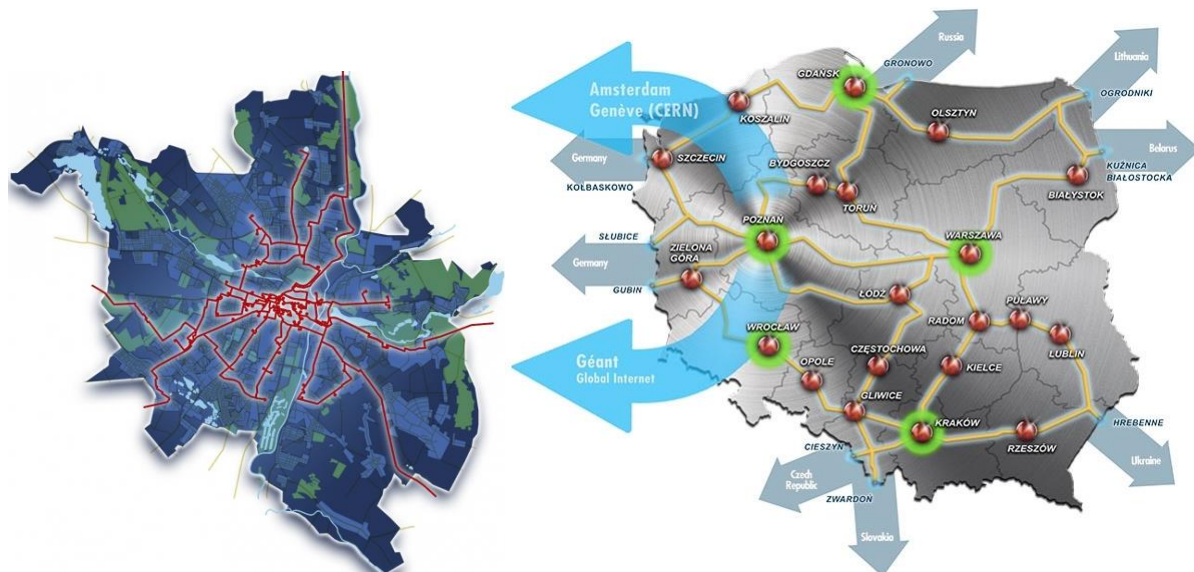 Russia
GDAŃSK
GRONOWO
Lithuania
Amsterdam
Genève (CERN)
OGRODNIKI
KOSZALIN
OLSZTYN
Germany
SZCZECIN
BYDGOSZCZ
Belarus
KUŹNICA
BIAŁOSTOCKA
KOŁBASKOWO
BIAŁYSTOK
TORUŃ
POZNAŃ
SŁUBICE
ZIELONA
GÓRA
WARSZAWA
Germany
GUBIN
ŁÓDŹ
PUŁAWY
RADOM
WROCŁAW
CZĘSTOCHOWA
LUBLIN
Géant
Global Internet
OPOLE
KIELCE
GLIWICE
KRAKÓW
HREBENNE
CIESZYN
RZESZÓW
Czech
Republic
Ukraine
ZWARDOŃ
Slovakia